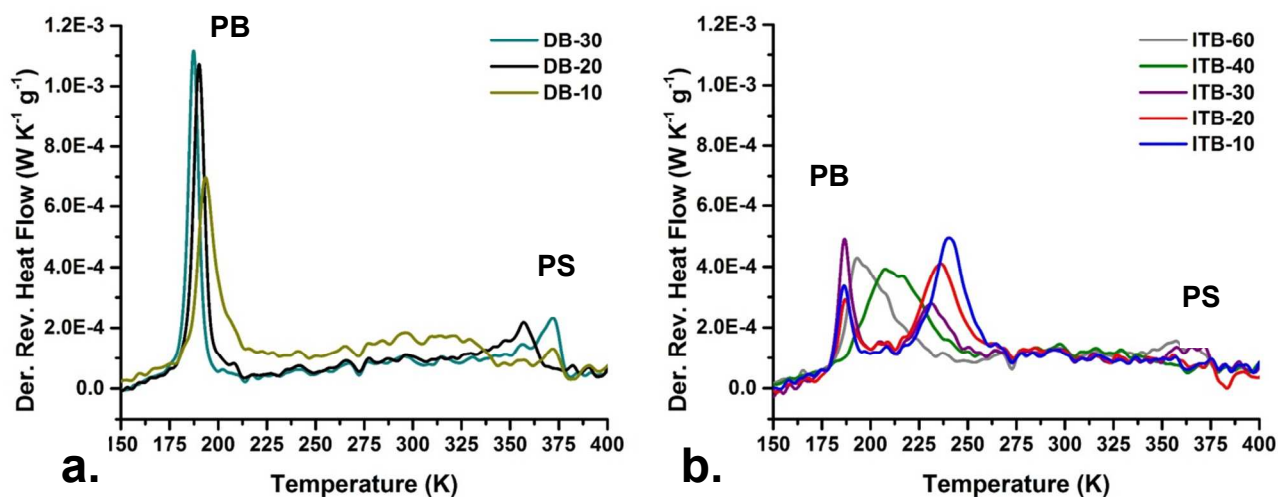 Der. Rev. Heat Flow (W K⁻¹ g⁻¹)
1.2E-3
1.0E-3
8.0E-4
6.0E-4
4.0E-4
2.0E-4
0.0
PB
PS
DB-30
DB-20
DB-10
150 175 200 225 250 275 300 325 350 375 400
Temperature (K)
a.
Der. Rev. Heat Flow (W K⁻¹ g⁻¹)
1.2E-3
1.0E-3
8.0E-4
6.0E-4
4.0E-4
2.0E-4
0.0
PB
PS
ITB-60
ITB-40
ITB-30
ITB-20
ITB-10
150 175 200 225 250 275 300 325 350 375 400
Temperature (K)
b.